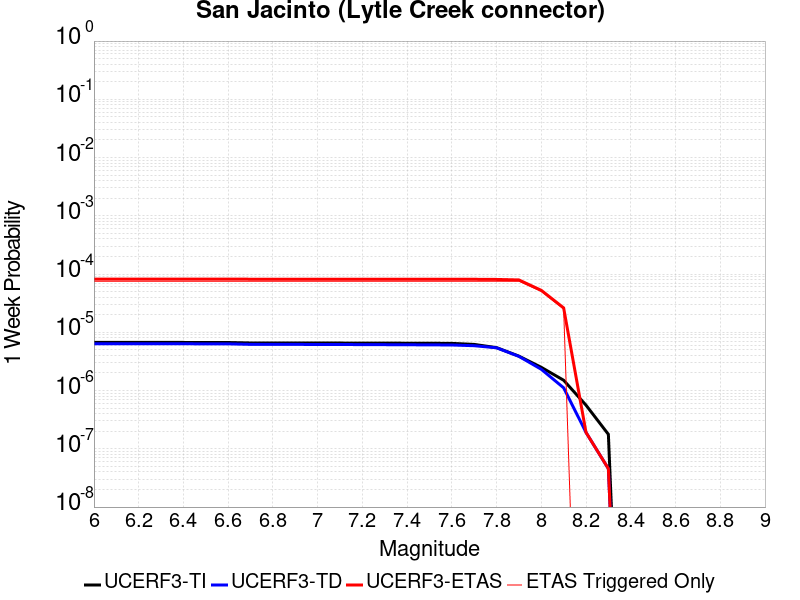 San Jacinto (Lytle Creek connector)
10^0
10^-1
10^-2
10^-3
10^-4
10^-5
10^-6
10^-7
10^-8
1 Week Probability
6 6.2 6.4 6.6 6.8 7 7.2 7.4 7.6 7.8 8 8.2 8.4 8.6 8.8 9
Magnitude
UCERF3-TI UCERF3-TD UCERF3-ETAS ETAS Triggered Only